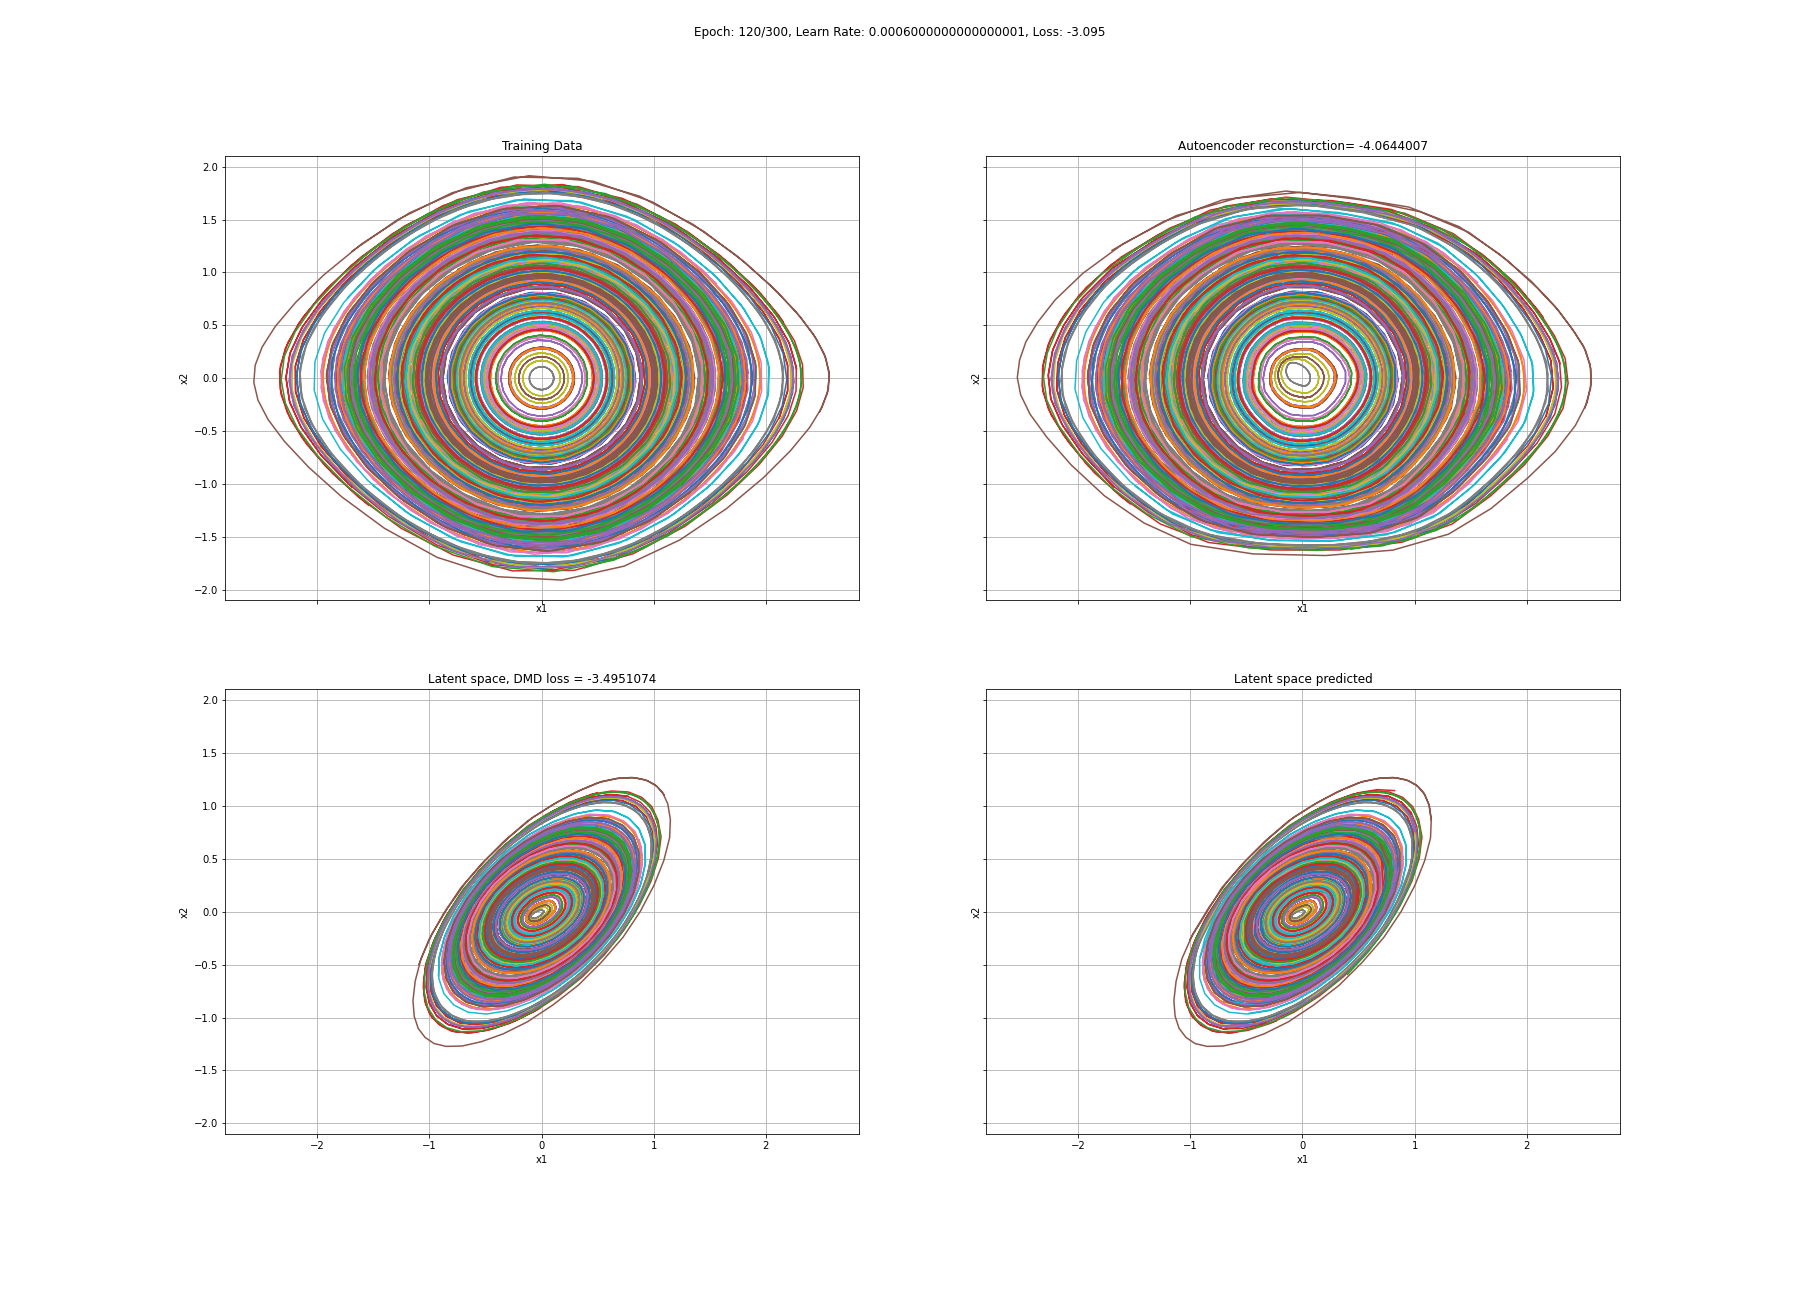 Epoch: 120/300, Learn Rate: 0.0006000000000000001, Loss: -3.095
Training Data
2.0
1.5
1.0
0.5
0.0
−0.5
−1.0
−1.5
−2.0
x2
x1
Autoencoder reconsturction= -4.0644007
x2
x1
Latent space, DMD loss = -3.4951074
2.0
1.5
1.0
0.5
0.0
−0.5
−1.0
−1.5
−2.0
x2
−2 −1 0 1 2
x1
Latent space predicted
x2
−2 −1 0 1 2
x1